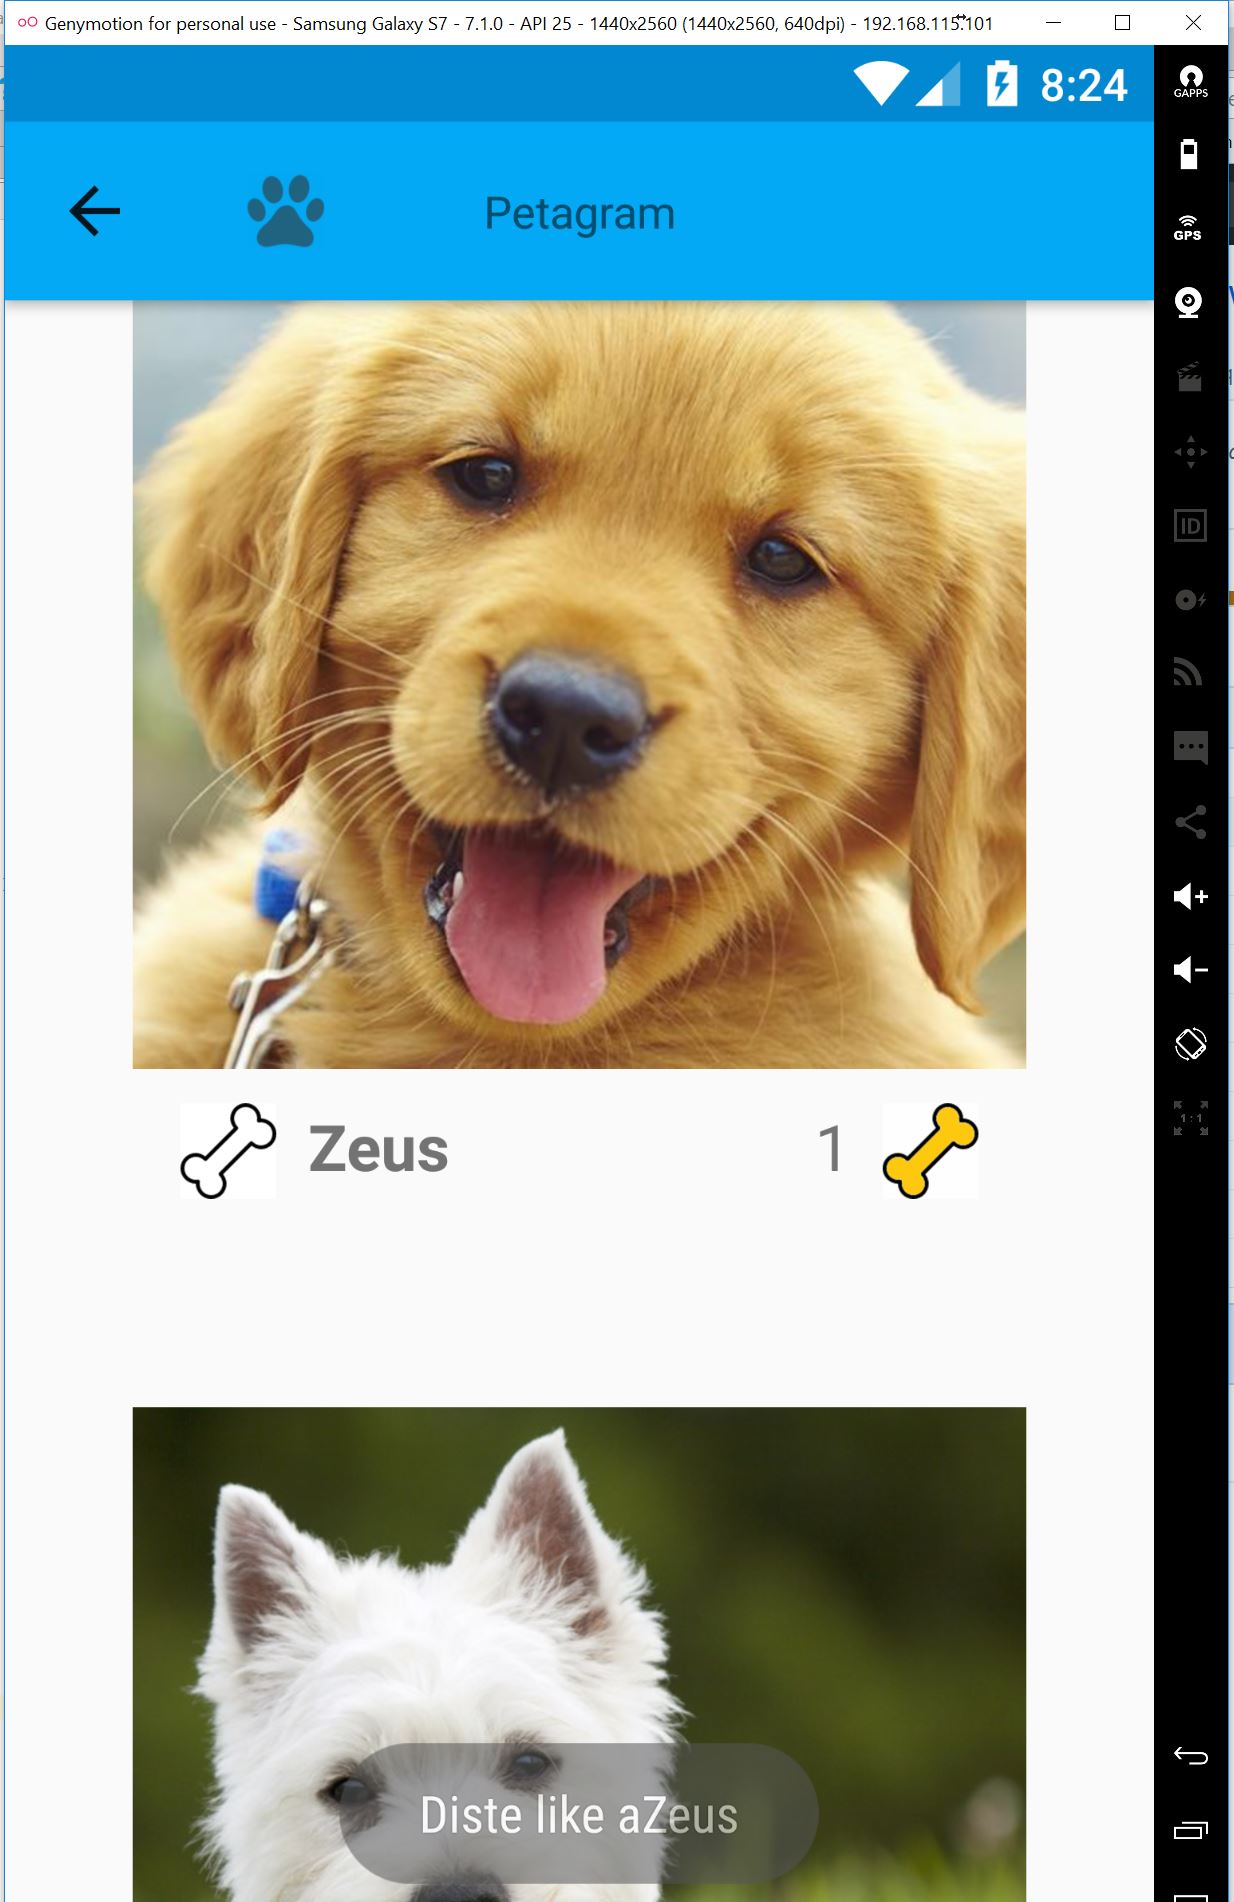 Genymotion for personal use - Samsung Galaxy S7 - 7.1.0 - API 25 - 1440x2560 (1440x2560, 640dpi) - 192.168.115.101
8:24
GAPPS
Petagram
GPS
ID
Zeus
1
1:1
Diste like aZeus